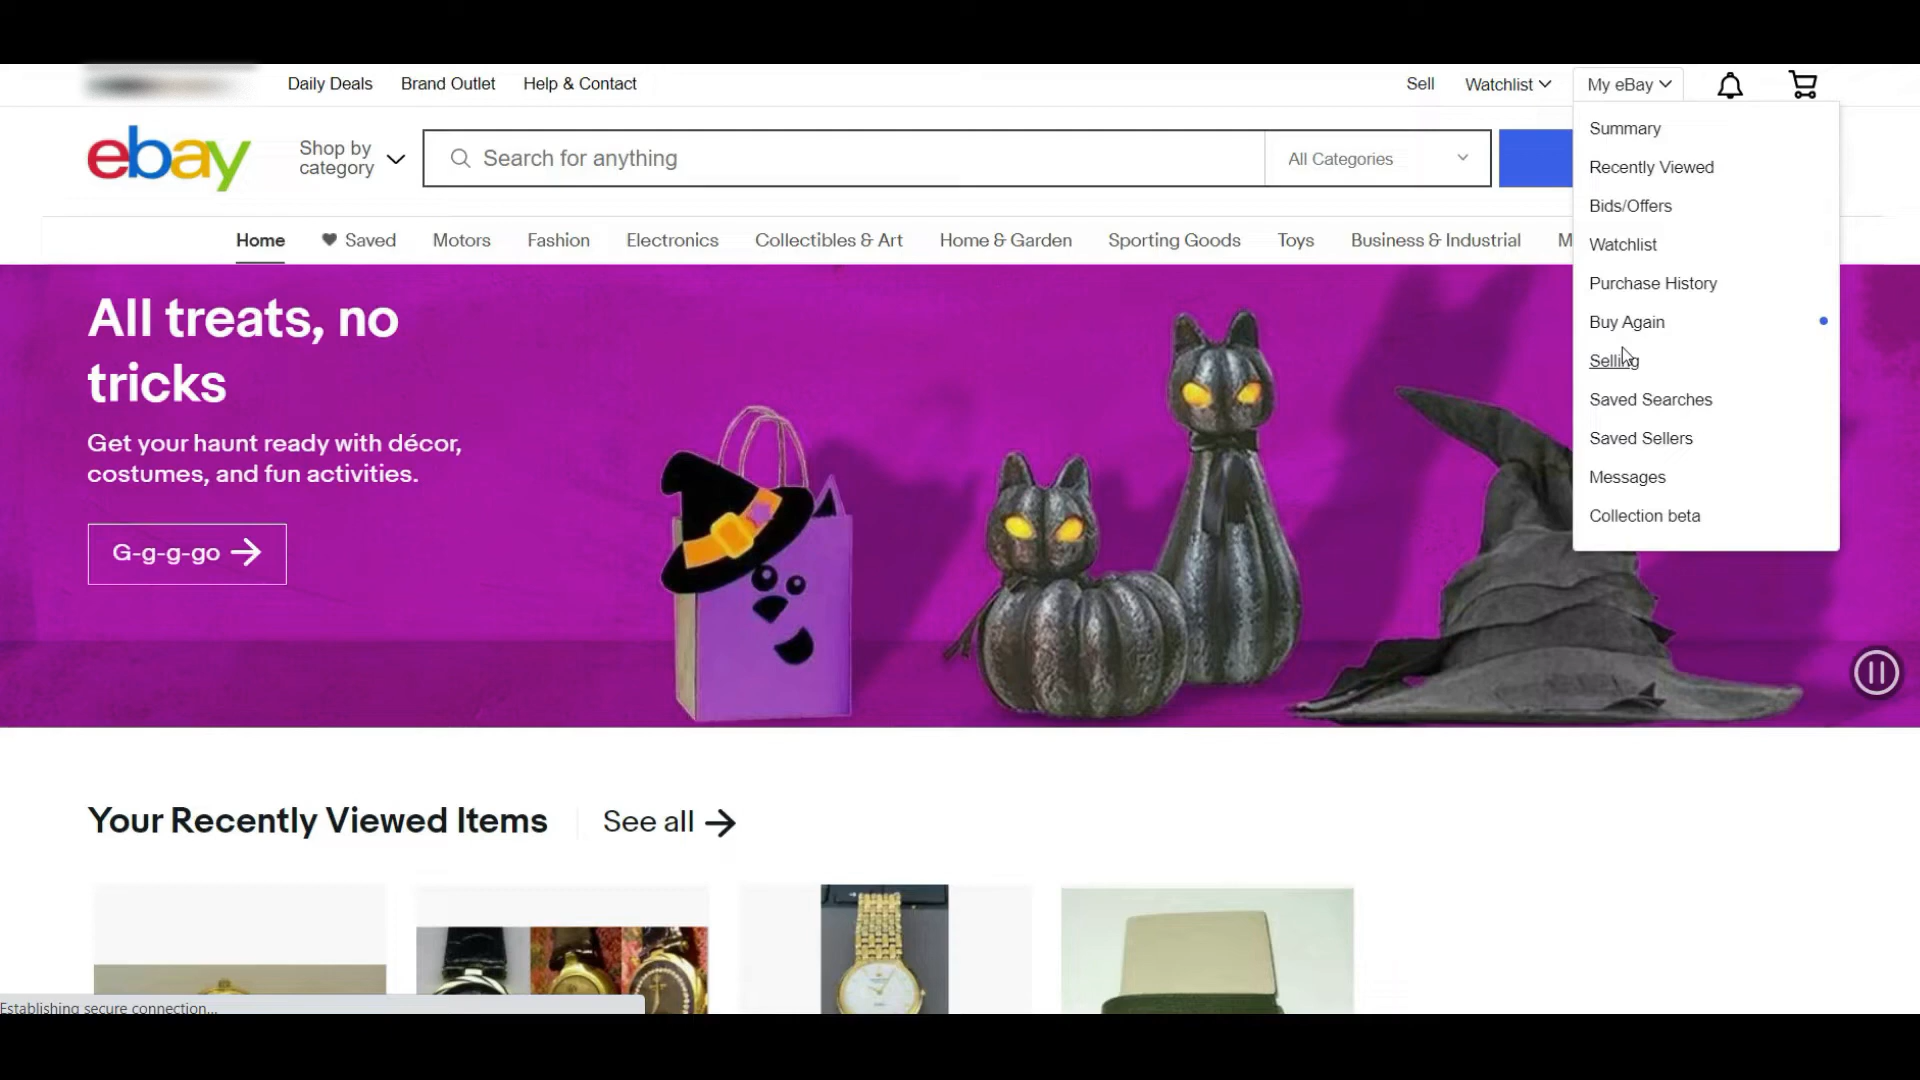 Daily Deals Brand Outlet Help & Contact Sell Watchlist My eBay
ebay
Shop by
category
Search for anything
All Categories
Home Saved Motors Fashion Electronics Collectibles & Art Home & Garden Sporting Goods Toys Business & Industrial M
Summary
Recently Viewed
Bids/Offers
Watchlist
Purchase History
Buy Again
Selling
Saved Searches
Saved Sellers
Messages
Collection beta
All treats, no
tricks
Get your haunt ready with décor,
costumes, and fun activities.
G-g-g-go
Your Recently Viewed Items See all
Establishing secure connection...